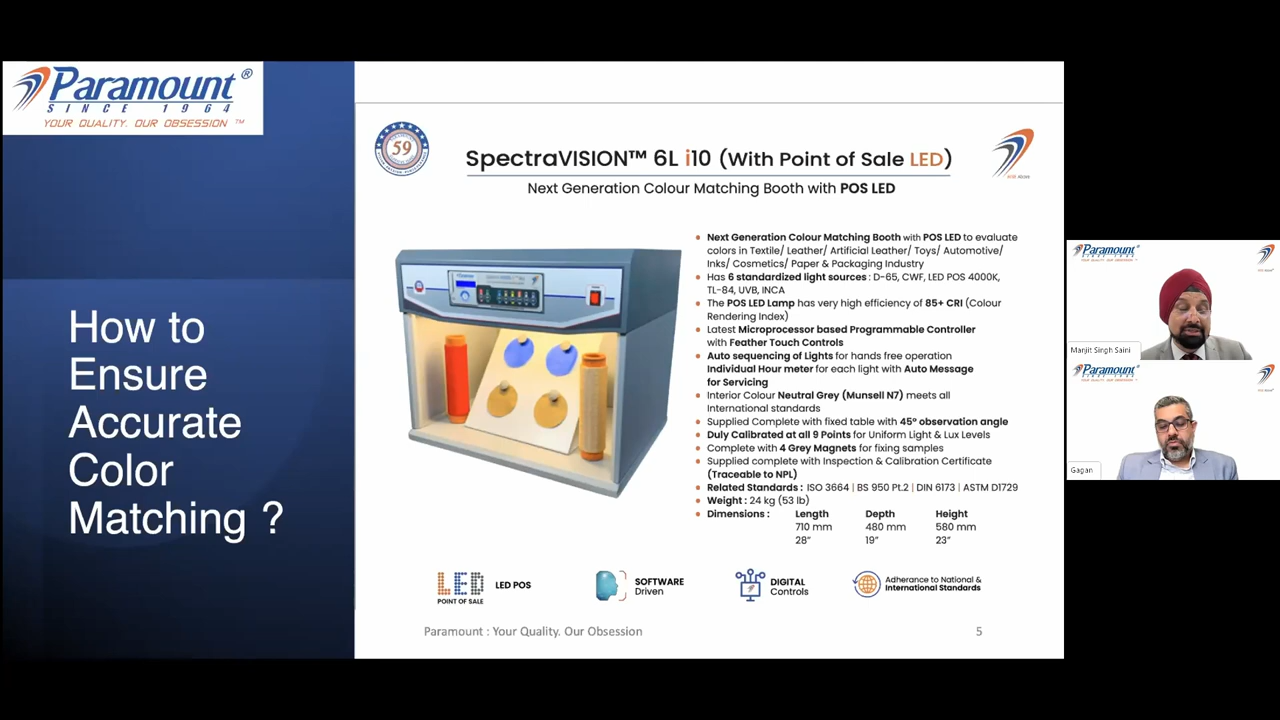 Paramount ®
SINCE 1964
YOUR QUALITY. OUR OBSESSION ™
How to
Ensure
Accurate
Color
Matching ?
59
SpectraVISION™ 6L i10 (With Point of Sale LED)
Next Generation Colour Matching Booth with POS LED
• Next Generation Colour Matching Booth with POS LED to evaluate
colors in Textile/ Leather/ Artificial Leather/ Toys/ Automotive/
Inks/ Cosmetics/ Paper & Packaging Industry
• Has 6 standardized light sources : D-65, CWF, LED POS 4000K,
TL-84, UVB, INCA
• The POS LED Lamp has very high efficiency of 85+ CRI (Colour
Rendering Index)
• Latest Microprocessor based Programmable Controller
with Feather Touch Controls
• Auto sequencing of Lights for hands free operation
Individual Hour meter for each light with Auto Message
for Servicing
• Interior Colour Neutral Grey (Munsell N7) meets all
International standards
• Supplied Complete with fixed table with 45° observation angle
• Duly Calibrated at all 9 Points for Uniform Light & Lux Levels
• Complete with 4 Grey Magnets for fixing samples
• Supplied complete with Inspection & Calibration Certificate
(Traceable to NPL)
• Related Standards : ISO 3664 | BS 950 Pt.2 | DIN 6173 | ASTM D1729
• Weight : 24 kg (53 lb)
• Dimensions : Length Depth Height
710 mm 480 mm 580 mm
28” 19” 23”
LED
POINT OF SALE
LED POS
SOFTWARE
Driven
DIGITAL
Controls
Adherence to National &
International Standards
Paramount : Your Quality. Our Obsession
5
Paramount
Manjit Singh Saini
Paramount
Gagan